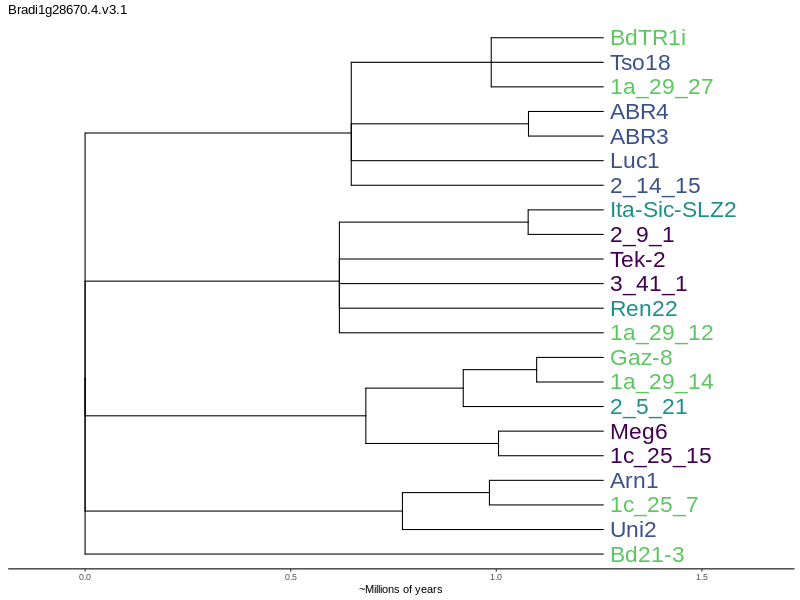 Bradi1g28670.4.v3.1
BdTR1i
Tso18
1a_29_27
ABR4
ABR3
Luc1
2_14_15
Ita-Sic-SLZ2
2_9_1
Tek-2
3_41_1
Ren22
1a_29_12
Gaz-8
1a_29_14
2_5_21
Meg6
1c_25_15
Arn1
1c_25_7
Uni2
Bd21-3
0.0 0.5 1.0 1.5
~Millions of years